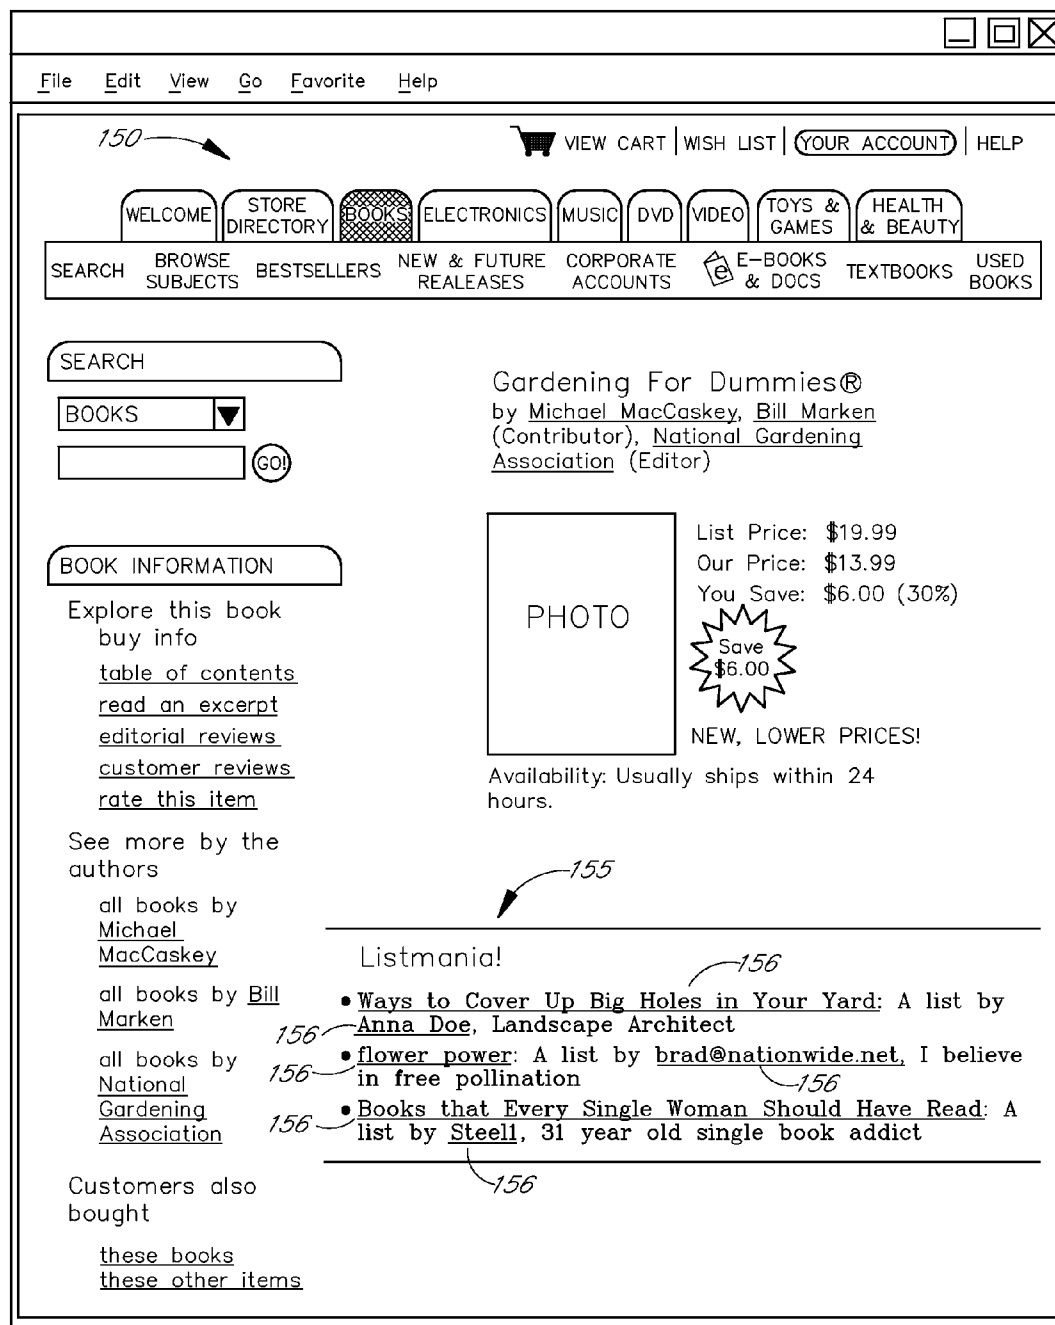 File Edit View Go Favorite Help
150
VIEW CART | WISH LIST | YOUR ACCOUNT | HELP
WELCOME STORE DIRECTORY BOOKS ELECTRONICS MUSIC DVD VIDEO TOYS & GAMES HEALTH & BEAUTY
SEARCH BROWSE SUBJECTS BESTSELLERS NEW & FUTURE REALEASES CORPORATE ACCOUNTS e E-BOOKS & DOCS TEXTBOOKS USED BOOKS
SEARCH
BOOKS
GO!
BOOK INFORMATION
Explore this book
buy info
table of contents
read an excerpt
editorial reviews
customer reviews
rate this item
See more by the
authors
all books by
Michael
MacCaskey
all books by Bill
Marken
all books by
National
Gardening
Association
Customers also
bought
these books
these other items
Gardening For Dummies®
by Michael MacCaskey, Bill Marken
(Contributor), National Gardening
Association (Editor)
PHOTO
List Price: $19.99
Our Price: $13.99
You Save: $6.00 (30%)
Save
$6.00
NEW, LOWER PRICES!
Availability: Usually ships within 24
hours.
155
Listmania!
156
• Ways to Cover Up Big Holes in Your Yard: A list by
156 Anna Doe, Landscape Architect
• flower power: A list by brad@nationwide.net, I believe
156 in free pollination 156
• Books that Every Single Woman Should Have Read: A
156 list by Steel1, 31 year old single book addict
156